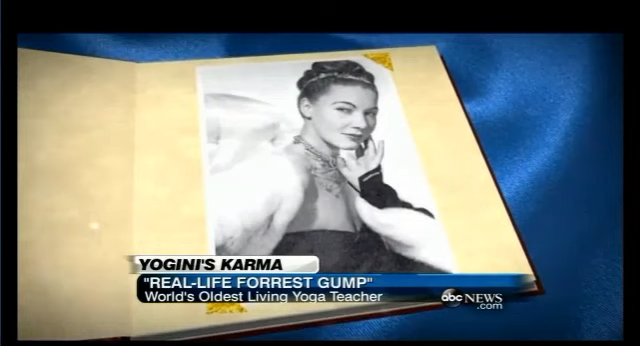 YOGINI'S KARMA
"REAL-LIFE FORREST GUMP"
World's Oldest Living Yoga Teacher
abc NEWS
.com